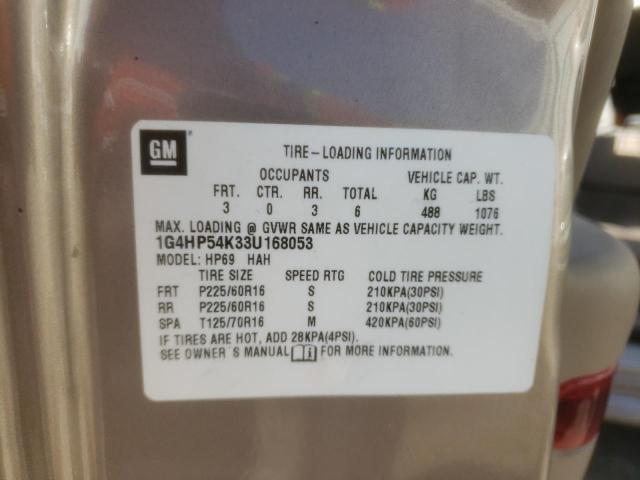 GM
TIRE-LOADING INFORMATION
OCCUPANTS VEHICLE CAP. WT.
FRT. CTR. RR. TOTAL KG LBS
3 0 3 6 488 1076
MAX. LOADING @ GVWR SAME AS VEHICLE CAPACITY WEIGHT.
1G4HP54K33U168053
MODEL: HP69 HAH
TIRE SIZE SPEED RTG COLD TIRE PRESSURE
FRT P225/60R16 S 210KPA(30PSI)
RR P225/60R16 S 210KPA(30PSI)
SPA T125/70R16 M 420KPA(60PSI)
IF TIRES ARE HOT, ADD 28KPA(4PSI).
SEE OWNER'S MANUAL FOR MORE INFORMATION.